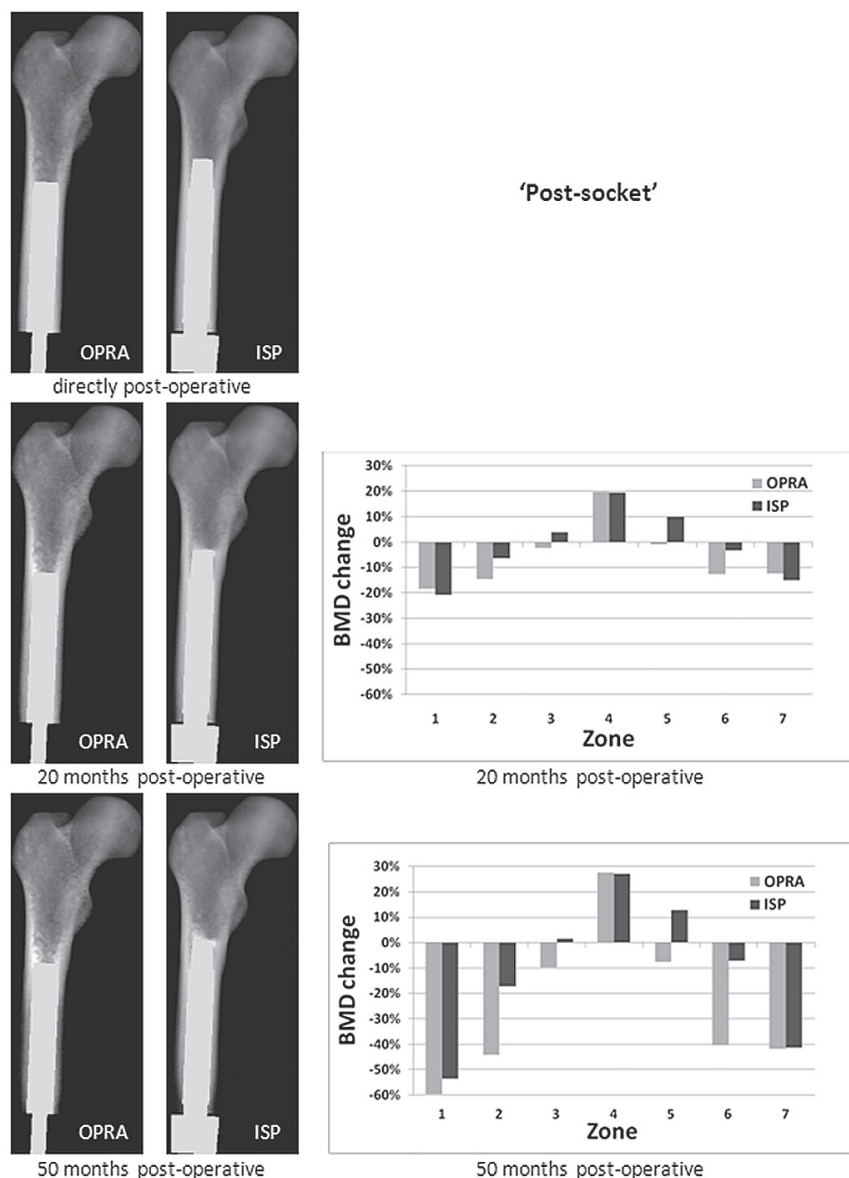 OPRA
ISP
directly post-operative
'Post-socket'
OPRA
ISP
20 months post-operative
30%
20%
10%
0%
-10%
-20%
-30%
-40%
-50%
-60%
BMD change
OPRA
ISP
1 2 3 4 5 6 7
Zone
20 months post-operative
OPRA
ISP
50 months post-operative
30%
20%
10%
0%
-10%
-20%
-30%
-40%
-50%
-60%
BMD change
OPRA
ISP
1 2 3 4 5 6 7
Zone
50 months post-operative